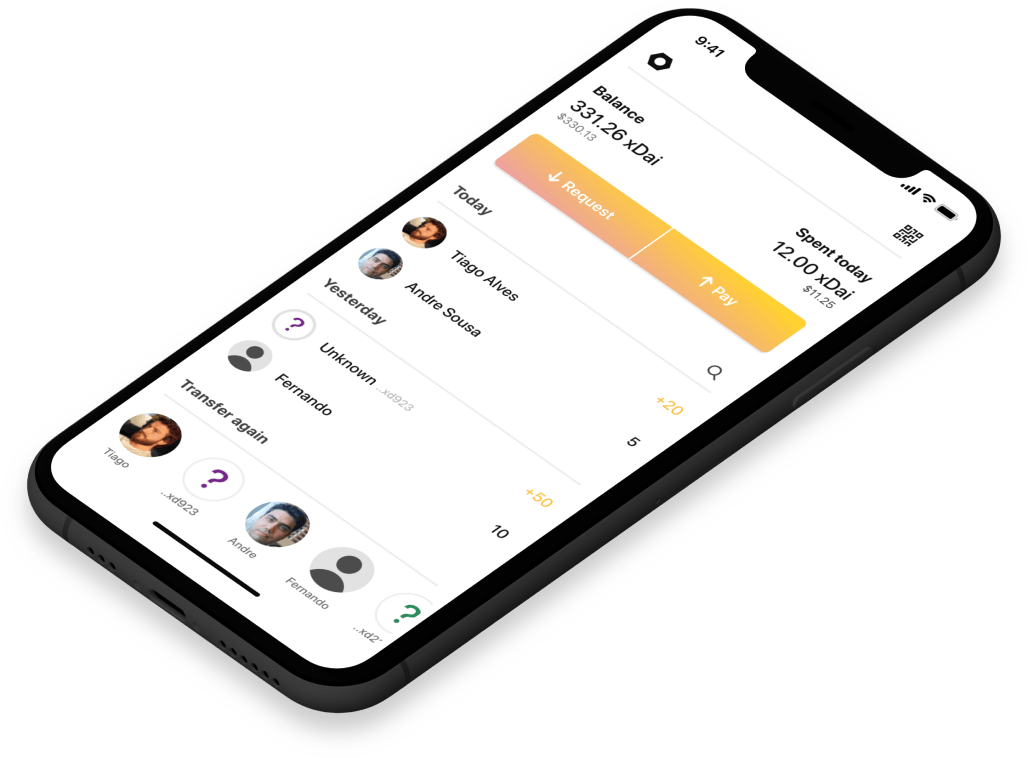 9:41
Balance
331.26 xDai
$330.13
Spent today
12.00 xDai
$11.25
Request
Pay
Today
Tiago Alves
+20
Andre Sousa
5
Yesterday
Unknown ...xd923
+50
Fernando
10
Transfer again
Tiago
..xd923
Andre
Fernando
..xd2